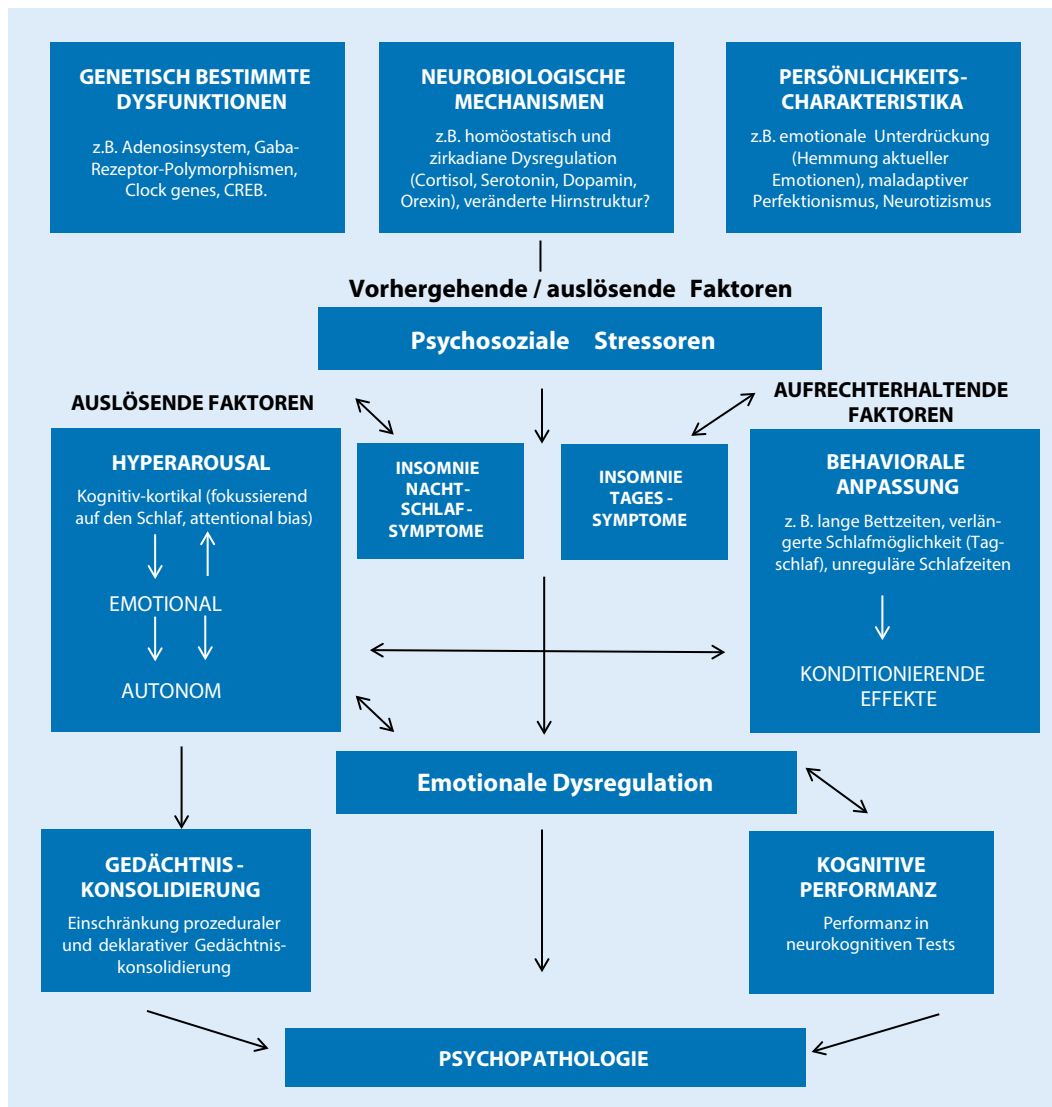 GENETISCH BESTIMMTE
DYSFUNKTIONEN
z.B. Adenosinsystem, Gaba-
Rezeptor-Polymorphismen,
Clock genes, CREB.
NEUROBIOLOGISCHE
MECHANISMEN
z.B. homöostatisch und
zirkadiane Dysregulation
(Cortisol, Serotonin, Dopamin,
Orexin), veränderte Hirnstruktur?
PERSÖNLICHKEITS-
CHARAKTERISTIKA
z.B. emotionale Unterdrückung
(Hemmung aktueller
Emotionen), maladaptiver
Perfektionismus, Neurotizismus
Vorhergehende / auslösende Faktoren
Psychosoziale Stressoren
AUSLÖSENDE FAKTOREN
HYPERAROUSAL
Kognitiv-kortikal (fokussierend
auf den Schlaf, attentional bias)
EMOTIONAL
AUTONOM
INSOMNIE
NACHT-
SCHLAF-
SYMPTOME
INSOMNIE
TAGES-
SYMPTOME
AUFRECHTERHALTENDE
FAKTOREN
BEHAVIORALE
ANPASSUNG
z. B. lange Bettzeiten, verlän-
gerte Schlafmöglichkeit (Tag-
schlaf), unreguläre Schlafzeiten
KONDITIONIERENDE
EFFEKTE
Emotionale Dysregulation
GEDÄCHTNIS-
KONSOLIDIERUNG
Einschränkung prozeduraler
und deklarativer Gedächtnis-
konsolidierung
KOGNITIVE
PERFORMANZ
Performanz in
neurokognitiven Tests
PSYCHOPATHOLOGIE